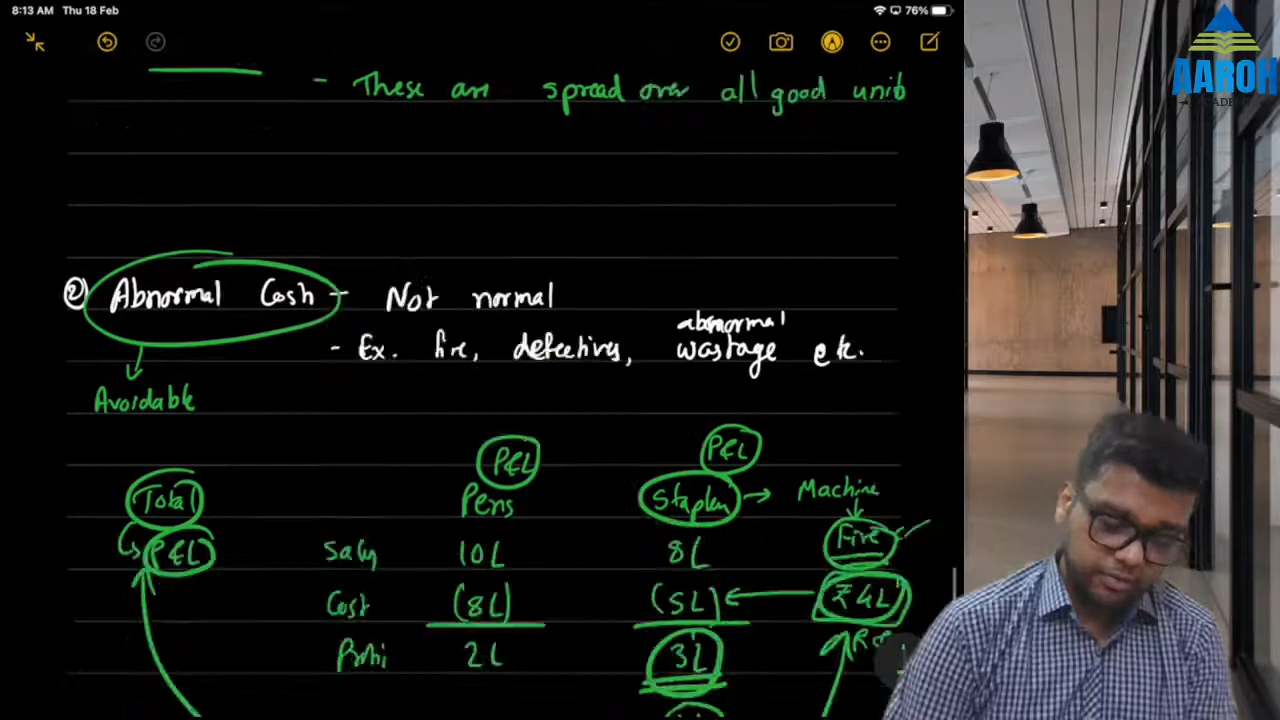 8:13 AM Thu 18 Feb
76%
AAROH
- These are spread over all good units
② Abnormal Costs - Not normal
abnormal
- Ex. fire, defectives, wastage etc.
Avoidable
P&L P&L
Total Pens Stapler → Machine
P&L Sales 10L 8L Fire
Cost (8L) (5L) ← ₹4L
Profit 2L 3L